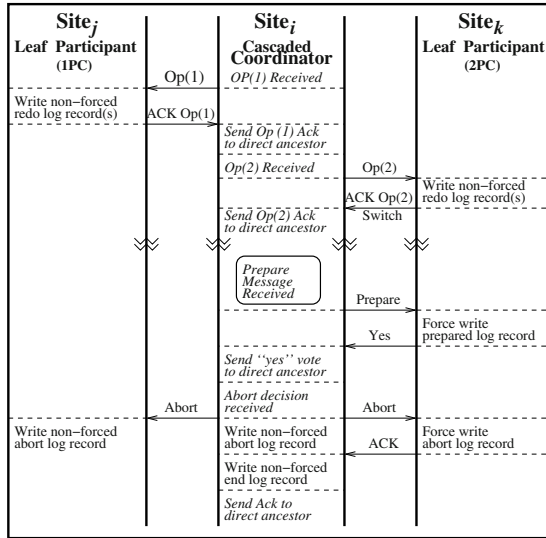 Site j
Leaf Participant
(1PC)
Site i
Cascaded
Coordinator
Site k
Leaf Participant
(2PC)
Op(1)
OP(1) Received
Write non-forced
redo log record(s)
ACK Op(1)
Send Op (1) Ack
to direct ancestor
Op(2) Received
Op(2)
ACK Op(2)
Write non-forced
redo log record(s)
Send Op(2) Ack
to direct ancestor
Switch
Prepare
Message
Received
Prepare
Yes
Force write
prepared log record
Send "yes" vote
to direct ancestor
Abort decision
received
Abort
Abort
Write non-forced
abort log record
Write non-forced
abort log record
ACK
Force write
abort log record
Write non-forced
end log record
Send Ack to
direct ancestor